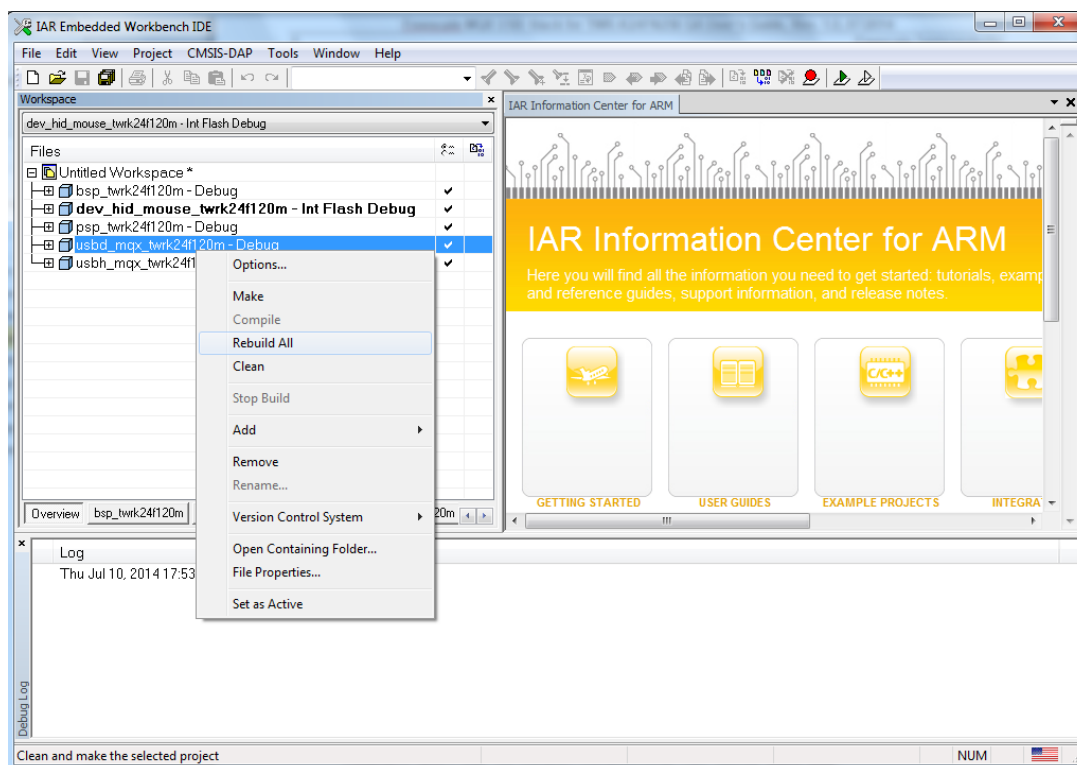 IAR Embedded Workbench IDE
File Edit View Project CMSIS-DAP Tools Window Help
Workspace
dev_hid_mouse_twrk24f120m - Int Flash Debug
Files
Untitled Workspace *
bsp_twrk24f120m - Debug
dev_hid_mouse_twrk24f120m - Int Flash Debug
psp_twrk24f120m - Debug
usbd_mqx_twrk24f120m - Debug
usbh_mqx_twrk24f1
Options...
Make
Compile
Rebuild All
Clean
Stop Build
Add
Remove
Rename...
Version Control System
Open Containing Folder...
File Properties...
Set as Active
Overview bsp_twrk24f120m 20m
IAR Information Center for ARM
IAR Information Center for ARM
Here you will find all the information you need to get started: tutorials, examp
and reference guides, support information, and release notes.
C/C++
GETTING STARTED USER GUIDES EXAMPLE PROJECTS INTEGRA
Log
Thu Jul 10, 2014 17:53
Debug Log
Clean and make the selected project NUM